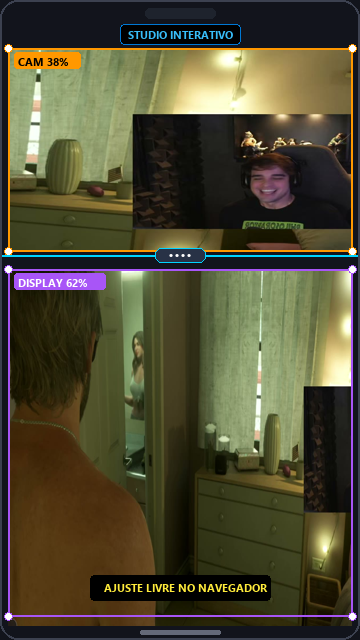 STUDIO INTERATIVO
CAM 38%
DISPLAY 62%
AJUSTE LIVRE NO NAVEGADOR